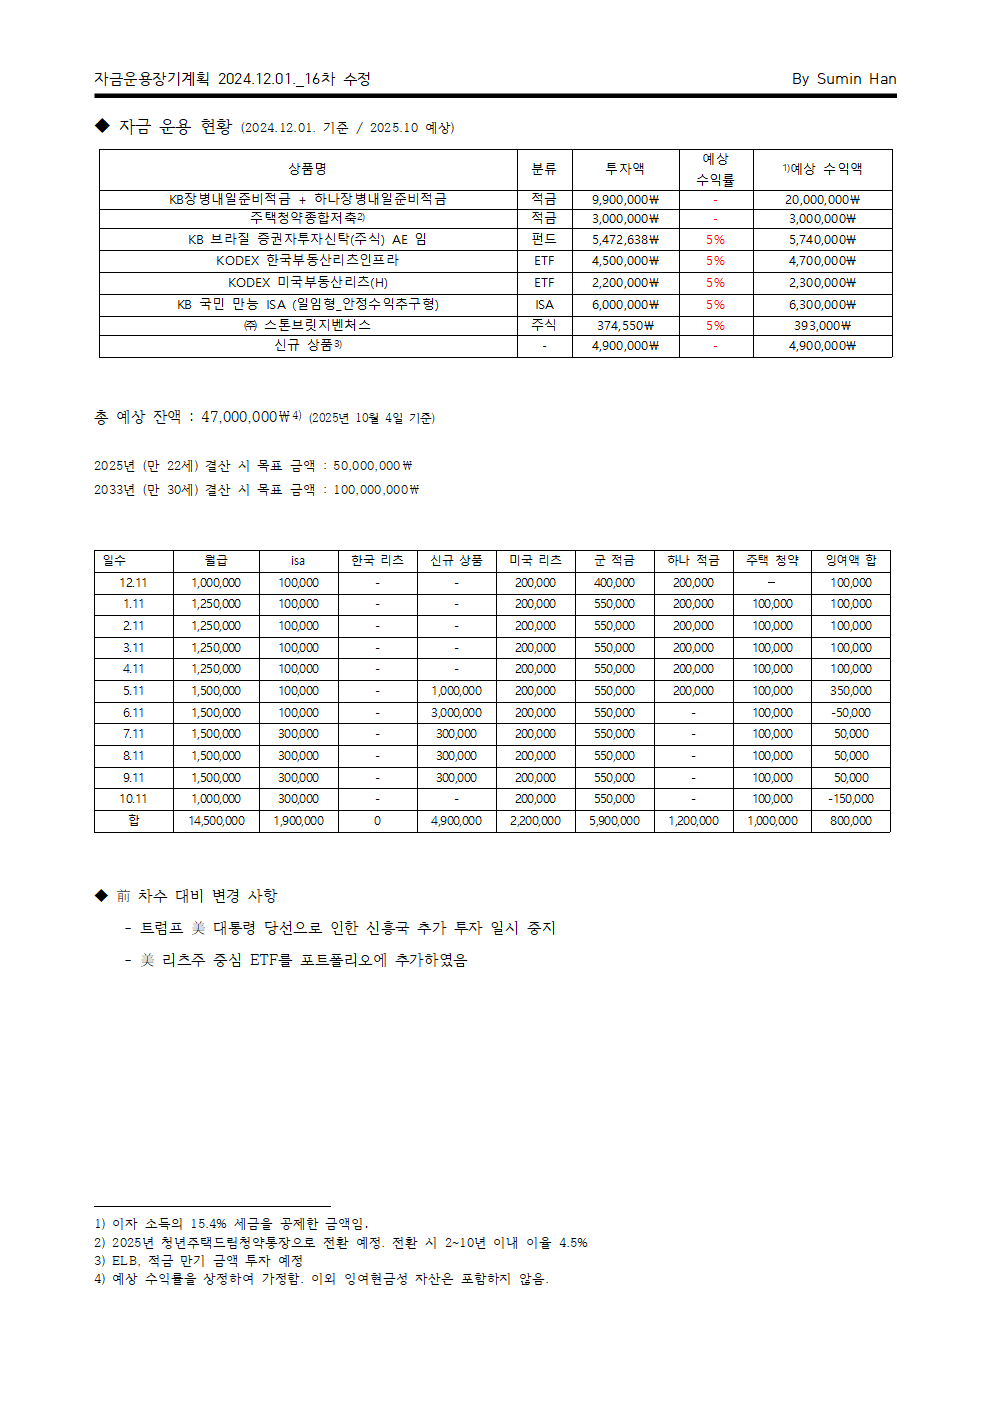 자금운용장기계획 2024.12.01._16차 수정 By Sumin Han
◆ 자금 운용 현황 (2024.12.01. 기준 / 2025.10 예상)
상품명 분류 투자액 예상 수익률 1)예상 수익액
KB장병내일준비적금 + 하나장병내일준비적금 적금 9,900,000₩ - 20,000,000₩
주택청약종합저축2) 적금 3,000,000₩ - 3,000,000₩
KB 브라질 증권자투자신탁(주식) AE 임 펀드 5,472,638₩ 5% 5,740,000₩
KODEX 한국부동산리츠인프라 ETF 4,500,000₩ 5% 4,700,000₩
KODEX 미국부동산리츠(H) ETF 2,200,000₩ 5% 2,300,000₩
KB 국민 만능 ISA (일임형_안정수익추구형) ISA 6,000,000₩ 5% 6,300,000₩
㈜ 스톤브릿지벤처스 주식 374,550₩ 5% 393,000₩
신규 상품3) - 4,900,000₩ - 4,900,000₩
총 예상 잔액 : 47,000,000₩4) (2025년 10월 4일 기준)
2025년 (만 22세) 결산 시 목표 금액 : 50,000,000₩
2033년 (만 30세) 결산 시 목표 금액 : 100,000,000₩
일수 월급 isa 한국 리츠 신규 상품 미국 리츠 군 적금 하나 적금 주택 청약 잉여액 합
12.11 1,000,000 100,000 - - 200,000 400,000 200,000 – 100,000
1.11 1,250,000 100,000 - - 200,000 550,000 200,000 100,000 100,000
2.11 1,250,000 100,000 - - 200,000 550,000 200,000 100,000 100,000
3.11 1,250,000 100,000 - - 200,000 550,000 200,000 100,000 100,000
4.11 1,250,000 100,000 - - 200,000 550,000 200,000 100,000 100,000
5.11 1,500,000 100,000 - 1,000,000 200,000 550,000 200,000 100,000 350,000
6.11 1,500,000 100,000 - 3,000,000 200,000 550,000 - 100,000 -50,000
7.11 1,500,000 300,000 - 300,000 200,000 550,000 - 100,000 50,000
8.11 1,500,000 300,000 - 300,000 200,000 550,000 - 100,000 50,000
9.11 1,500,000 300,000 - 300,000 200,000 550,000 - 100,000 50,000
10.11 1,000,000 300,000 - - 200,000 550,000 - 100,000 -150,000
합 14,500,000 1,900,000 0 4,900,000 2,200,000 5,900,000 1,200,000 1,000,000 800,000
◆ 前 차수 대비 변경 사항
- 트럼프 美 대통령 당선으로 인한 신흥국 추가 투자 일시 중지
- 美 리츠주 중심 ETF를 포트폴리오에 추가하였음
1) 이자 소득의 15.4% 세금을 공제한 금액임.
2) 2025년 청년주택드림청약통장으로 전환 예정. 전환 시 2~10년 이내 이율 4.5%
3) ELB, 적금 만기 금액 투자 예정
4) 예상 수익률을 상정하여 가정함. 이외 잉여현금성 자산은 포함하지 않음.